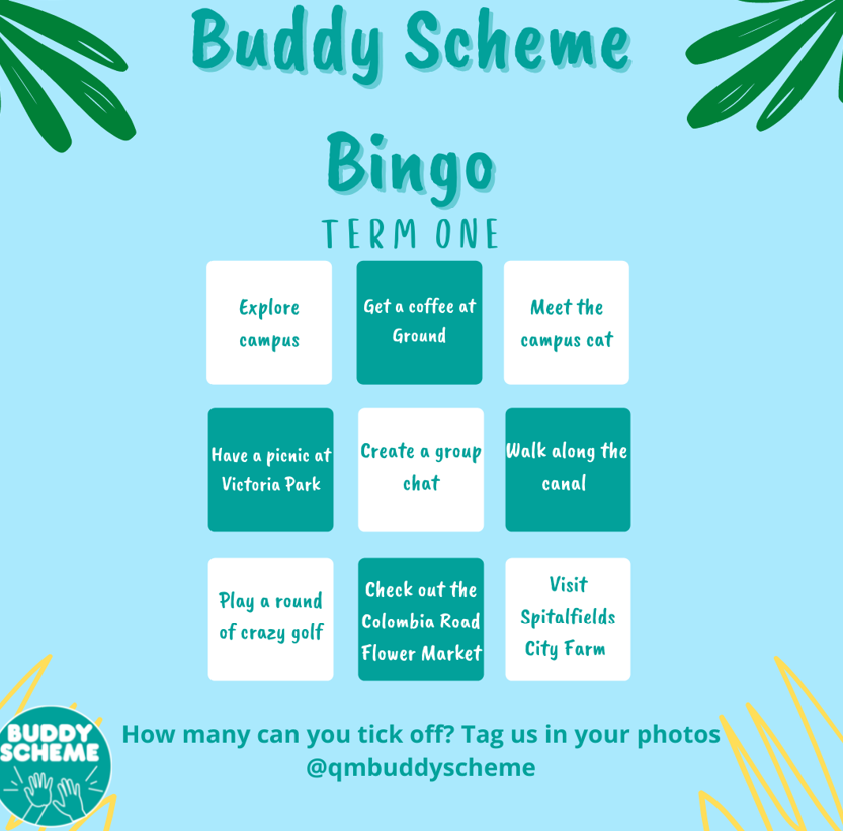 Buddy Scheme
Bingo
TERM ONE
Explore
campus
Get a coffee at
Ground
Meet the
campus cat
Have a picnic at
Victoria Park
Create a group
chat
Walk along the
canal
Play a round
of crazy golf
Check out the
Colombia Road
Flower Market
Visit
Spitalfields
City Farm
BUDDY
SCHEME
How many can you tick off? Tag us in your photos
@qmbuddyscheme